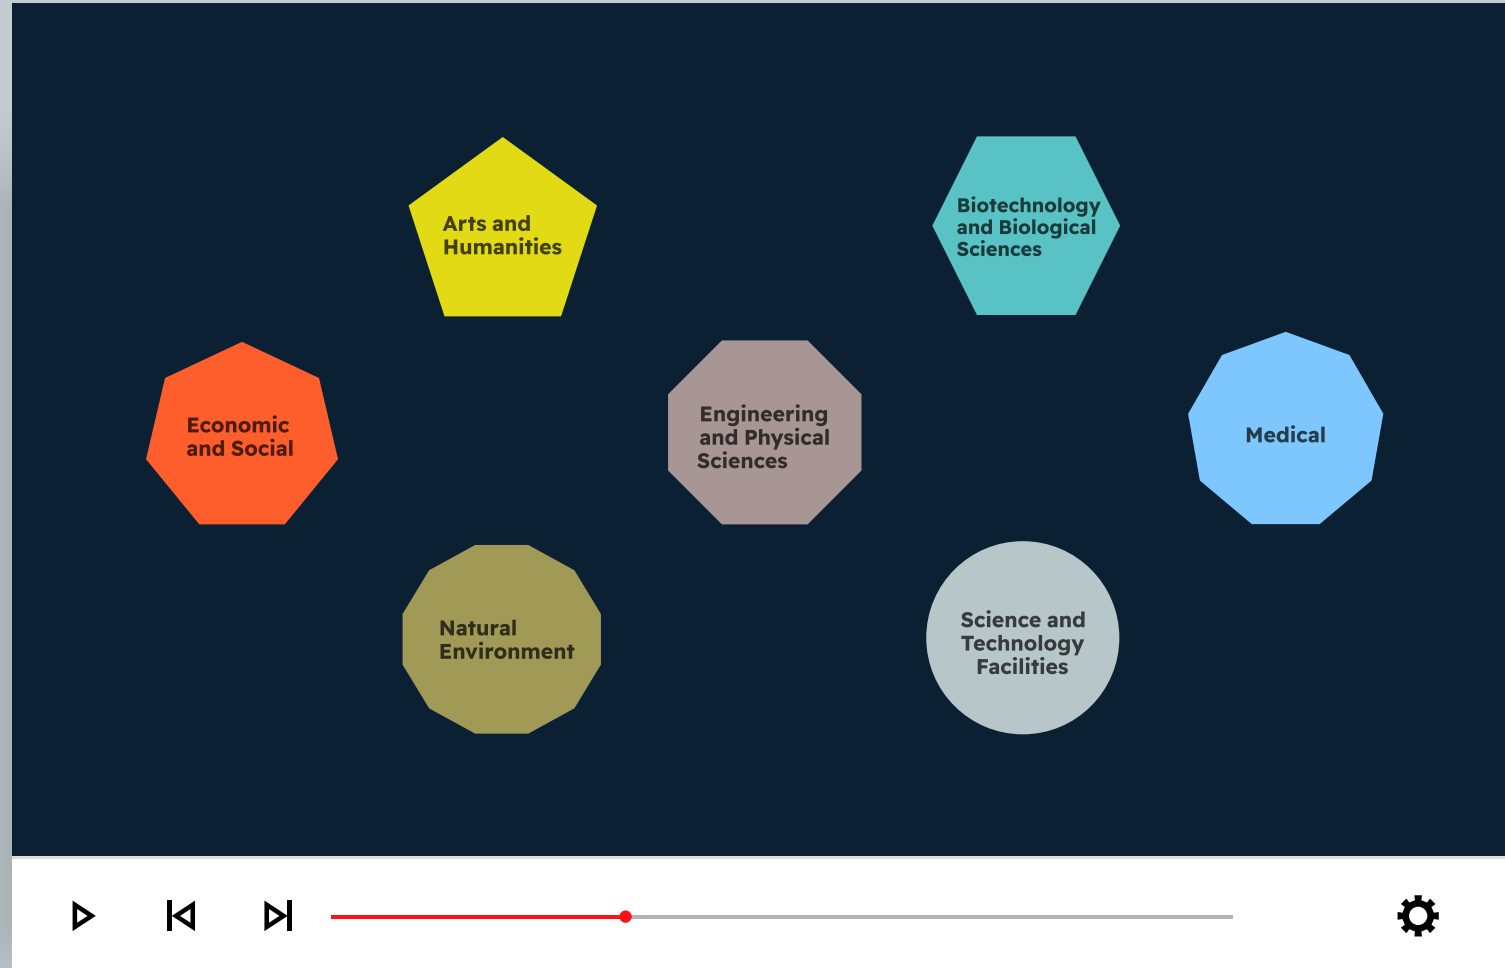 Arts and
Humanities
Biotechnology
and Biological
Sciences
Economic
and Social
Engineering
and Physical
Sciences
Medical
Natural
Environment
Science and
Technology
Facilities